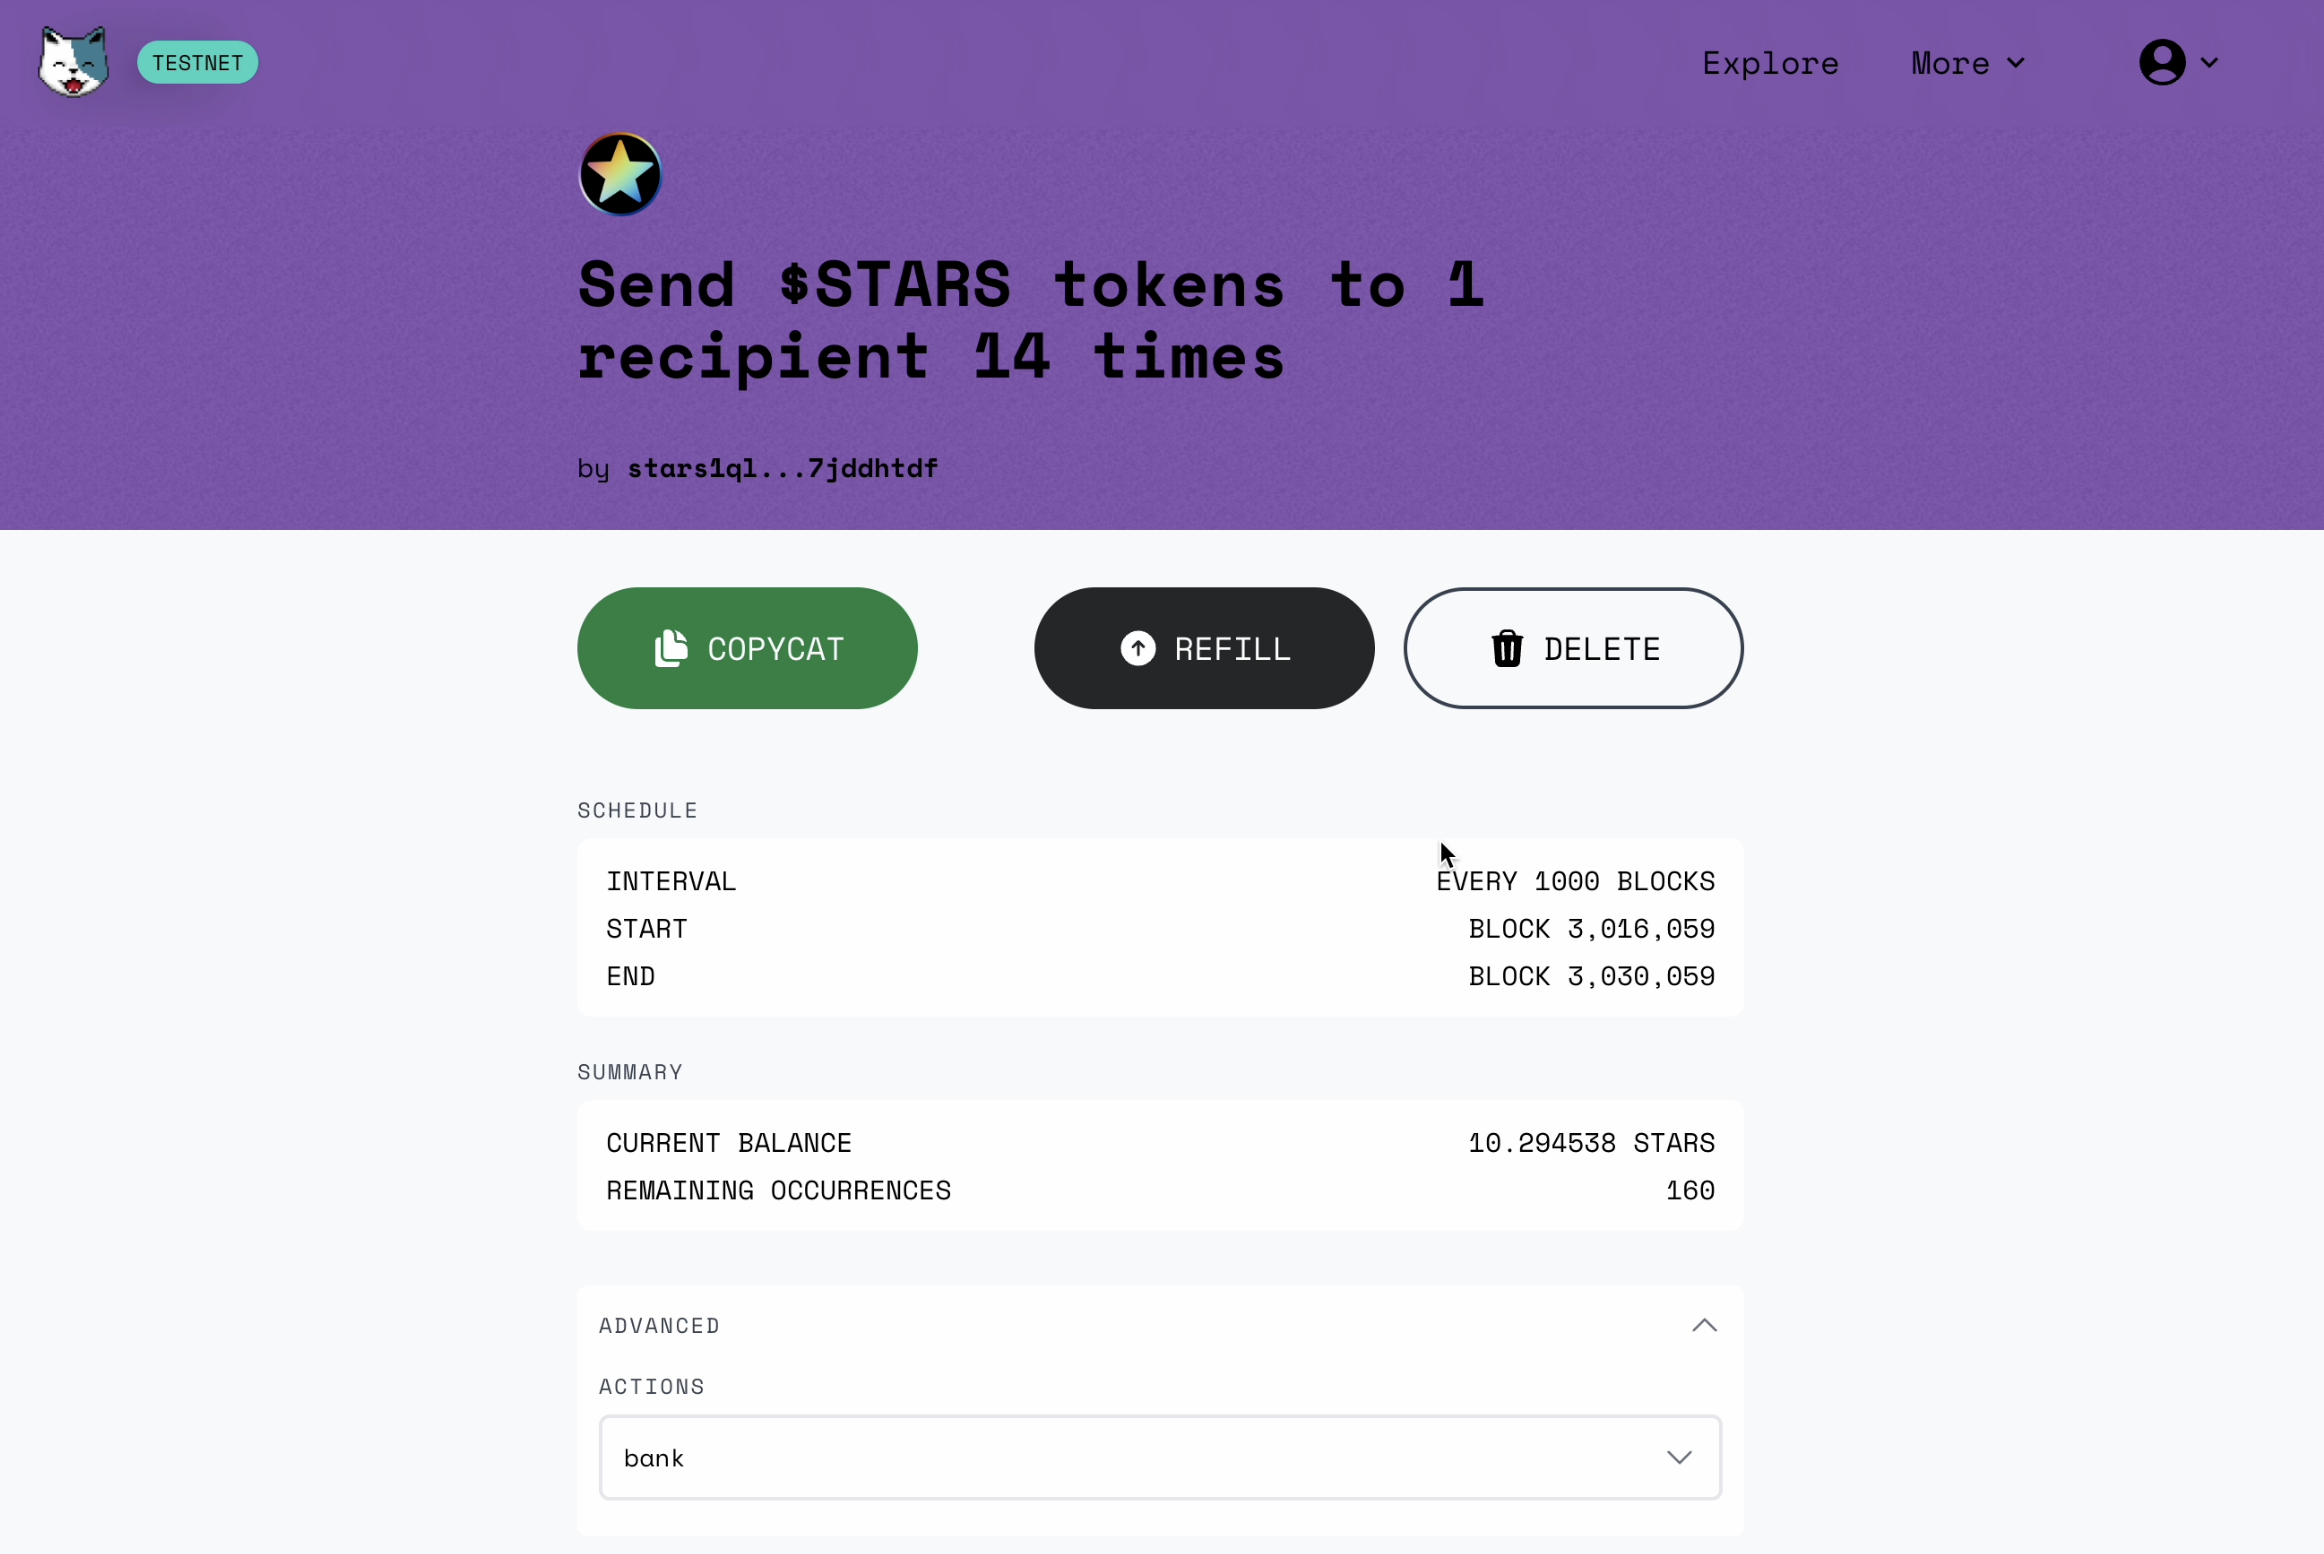 TESTNET
Explore
More
Send $STARS tokens to 1
recipient 14 times
by stars1ql...7jddhtdf
COPYCAT
REFILL
DELETE
SCHEDULE
INTERVAL EVERY 1000 BLOCKS
START BLOCK 3,016,059
END BLOCK 3,030,059
SUMMARY
CURRENT BALANCE 10.294538 STARS
REMAINING OCCURRENCES 160
ADVANCED
ACTIONS
bank